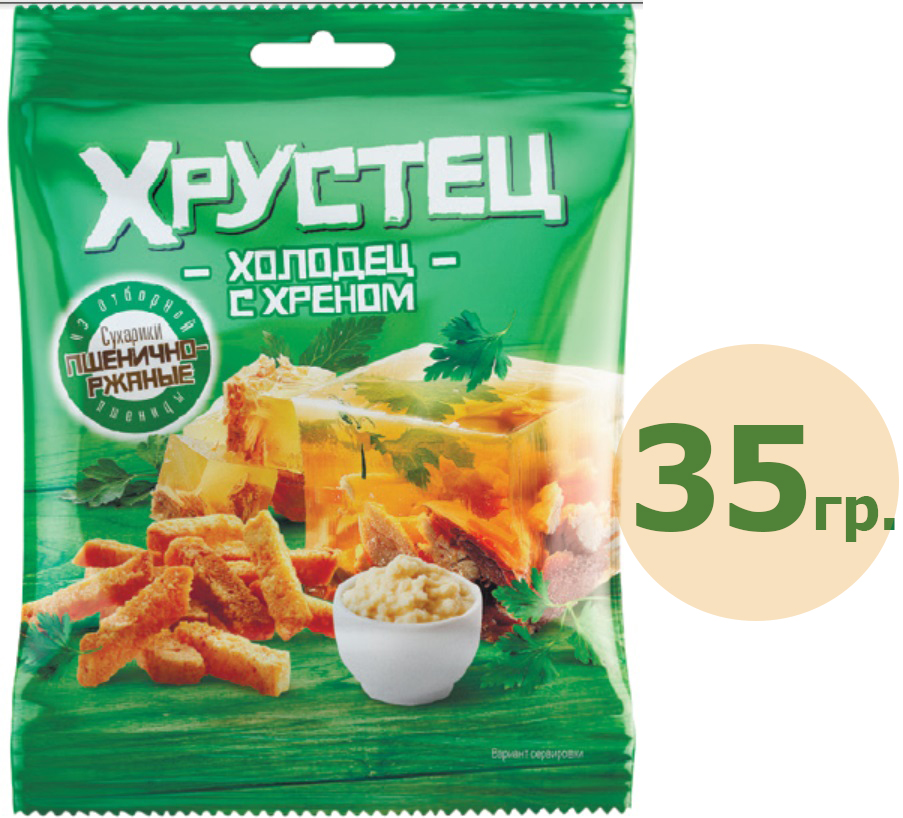 ХРУСТЕЦ
- ХОЛОДЕЦ -
С ХРЕНОМ
из отборной
Сухарики
ПШЕНИЧНО-
РЖАНЫЕ
пшеницы
35гр.
Вариант сервировки